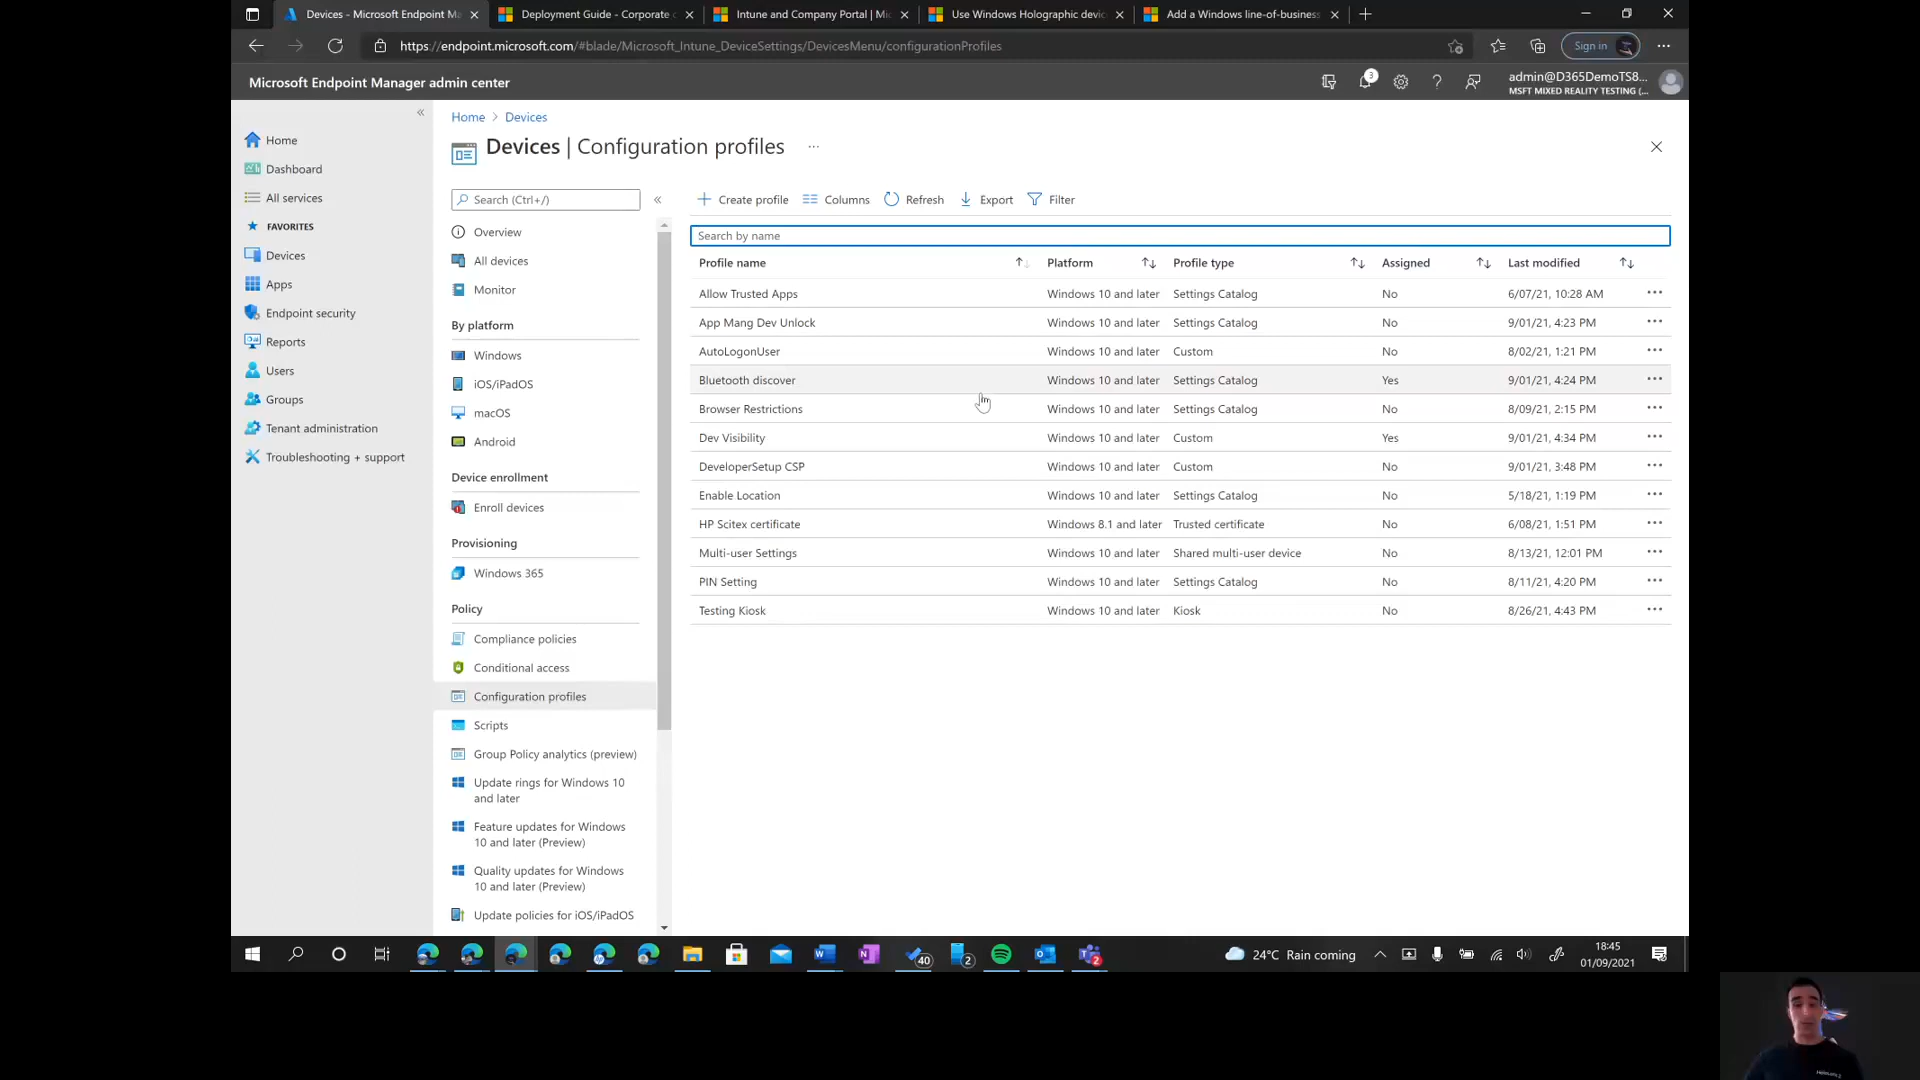 Devices - Microsoft Endpoint Ma
Deployment Guide - Corporate c
Intune and Company Portal | Mic
Use Windows Holographic devic
Add a Windows line-of-business
https://endpoint.microsoft.com/#blade/Microsoft_Intune_DeviceSettings/DevicesMenu/configurationProfiles
Sign in
Microsoft Endpoint Manager admin center
3
admin@D365DemoTS8...
MSFT MIXED REALITY TESTING (...
Home
Dashboard
All services
FAVORITES
Devices
Apps
Endpoint security
Reports
Users
Groups
Tenant administration
Troubleshooting + support
Home > Devices
Devices | Configuration profiles ...
Search (Ctrl+/)
Overview
All devices
Monitor
By platform
Windows
iOS/iPadOS
macOS
Android
Device enrollment
Enroll devices
Provisioning
Windows 365
Policy
Compliance policies
Conditional access
Configuration profiles
Scripts
Group Policy analytics (preview)
Update rings for Windows 10
and later
Feature updates for Windows
10 and later (Preview)
Quality updates for Windows
10 and later (Preview)
Update policies for iOS/iPadOS
Create profile Columns Refresh Export Filter
Search by name
Profile name Platform Profile type Assigned Last modified
Allow Trusted Apps Windows 10 and later Settings Catalog No 6/07/21, 10:28 AM
App Mang Dev Unlock Windows 10 and later Settings Catalog No 9/01/21, 4:23 PM
AutoLogonUser Windows 10 and later Custom No 8/02/21, 1:21 PM
Bluetooth discover Windows 10 and later Settings Catalog Yes 9/01/21, 4:24 PM
Browser Restrictions Windows 10 and later Settings Catalog No 8/09/21, 2:15 PM
Dev Visibility Windows 10 and later Custom Yes 9/01/21, 4:34 PM
DeveloperSetup CSP Windows 10 and later Custom No 9/01/21, 3:48 PM
Enable Location Windows 10 and later Settings Catalog No 5/18/21, 1:19 PM
HP Scitex certificate Windows 8.1 and later Trusted certificate No 6/08/21, 1:51 PM
Multi-user Settings Windows 10 and later Shared multi-user device No 8/13/21, 12:01 PM
PIN Setting Windows 10 and later Settings Catalog No 8/11/21, 4:20 PM
Testing Kiosk Windows 10 and later Kiosk No 8/26/21, 4:43 PM
40
2
2
24°C Rain coming
18:45
01/09/2021